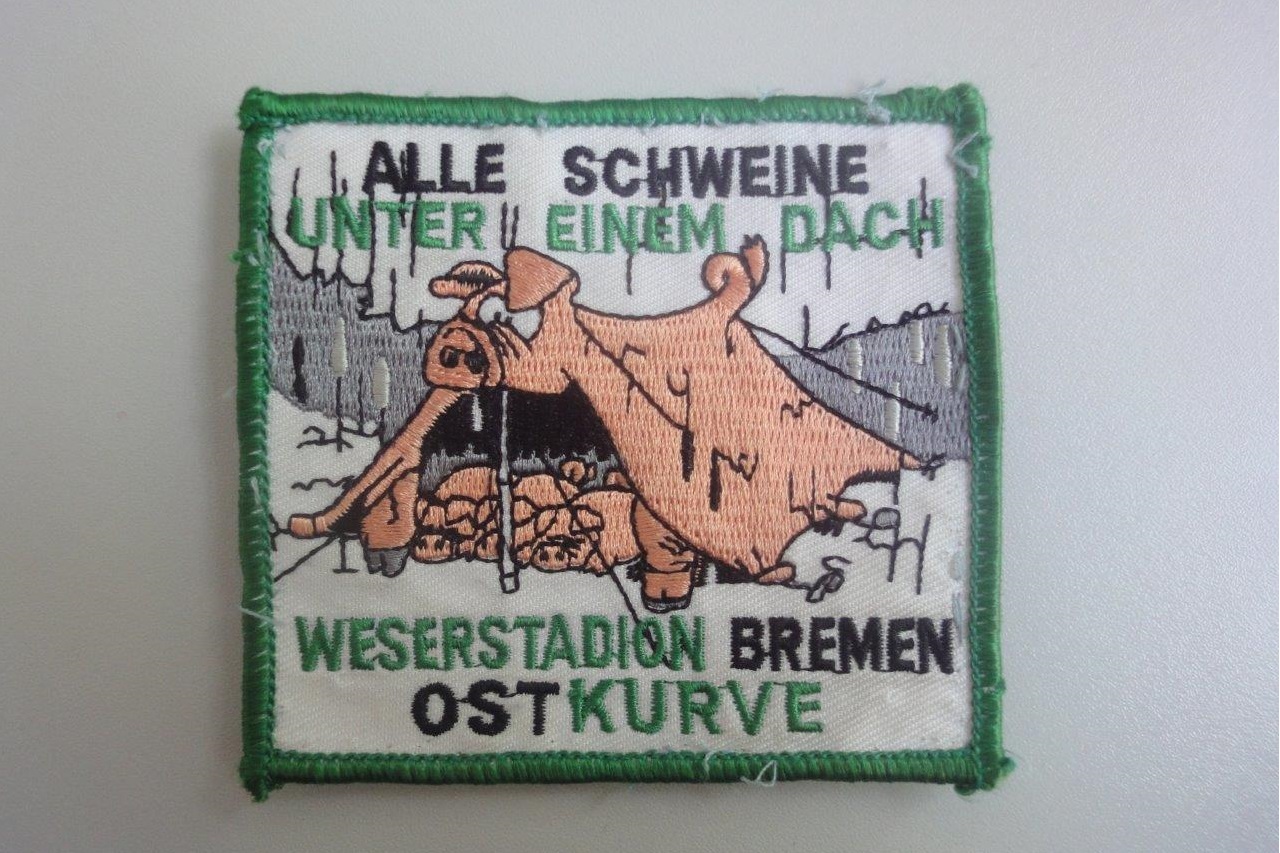 ALLE SCHWEINE
UNTER EINEM DACH
WESERSTADION BREMEN
OSTKURVE